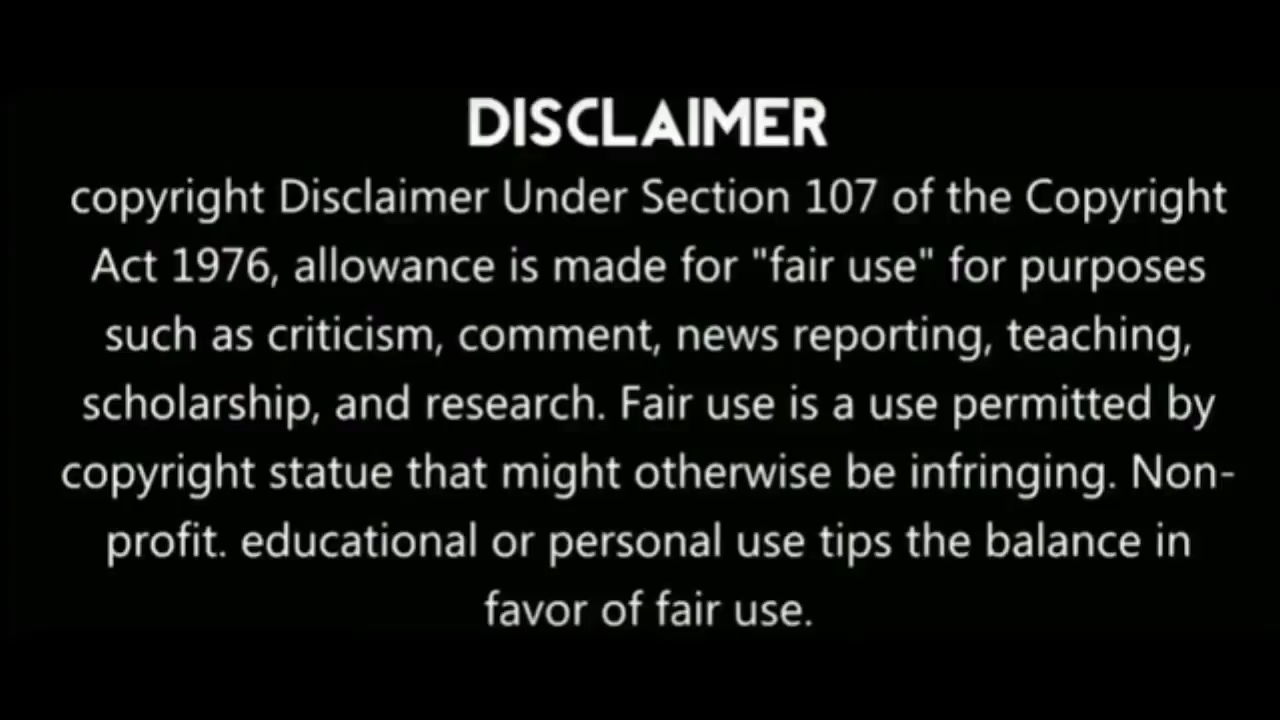 DISCLAIMER
copyright Disclaimer Under Section 107 of the Copyright
Act 1976, allowance is made for "fair use" for purposes
such as criticism, comment, news reporting, teaching,
scholarship, and research. Fair use is a use permitted by
copyright statue that might otherwise be infringing. Non-
profit. educational or personal use tips the balance in
favor of fair use.